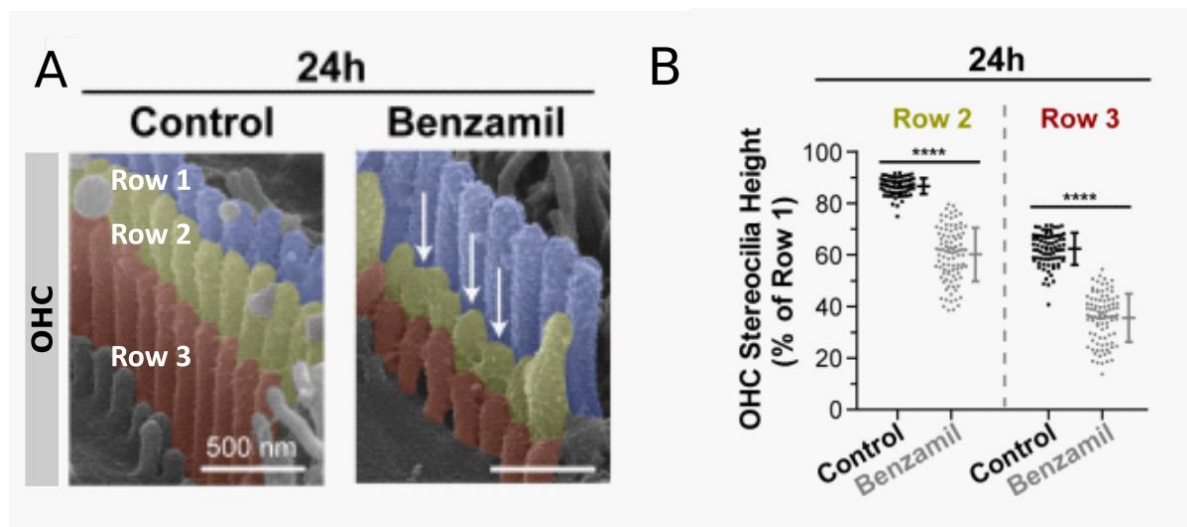 A
24h
Control
Benzamil
OHC
Row 1
Row 2
Row 3
500 nm
B
24h
Row 2
Row 3
****
****
OHC Stereocilia Height
(% of Row 1)
100
80
60
40
20
0
Control
Benzamil
Control
Benzamil